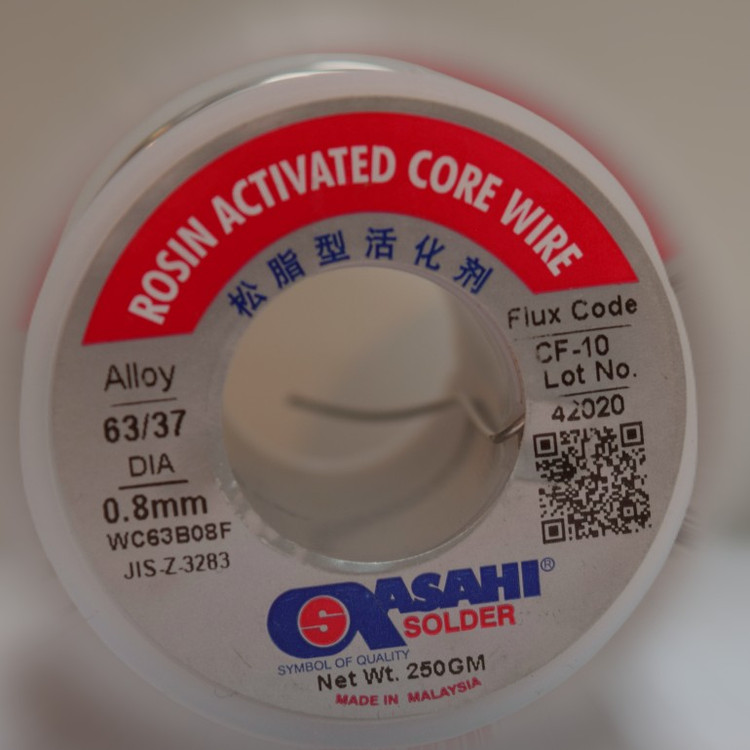 ROSIN ACTIVATED CORE WIRE
松脂型活化剂
Alloy
63/37
DIA
0.8mm
WC63B08F
JIS-Z-3283
Flux Code
CF-10
Lot No.
42020
ASAHI®
SOLDER
SYMBOL OF QUALITY
Net Wt. 250GM
MADE IN MALAYSIA